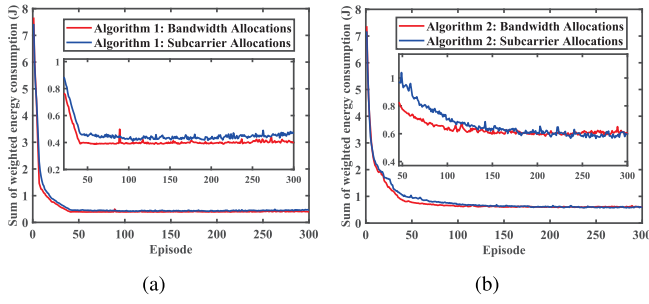 Sum of weighted energy consumption (J)
8
7
6
5
4
3
2
1
0
Algorithm 1: Bandwidth Allocations
Algorithm 1: Subcarrier Allocations
1
0.8
0.6
0.4
0.2
50 100 150 200 250 300
0 50 100 150 200 250 300
Episode
(a)
Sum of weighted energy consumption (J)
8
7
6
5
4
3
2
1
0
Algorithm 2: Bandwidth Allocations
Algorithm 2: Subcarrier Allocations
1
0.8
0.6
0.4
50 100 150 200 250 300
0 50 100 150 200 250 300
Episode
(b)